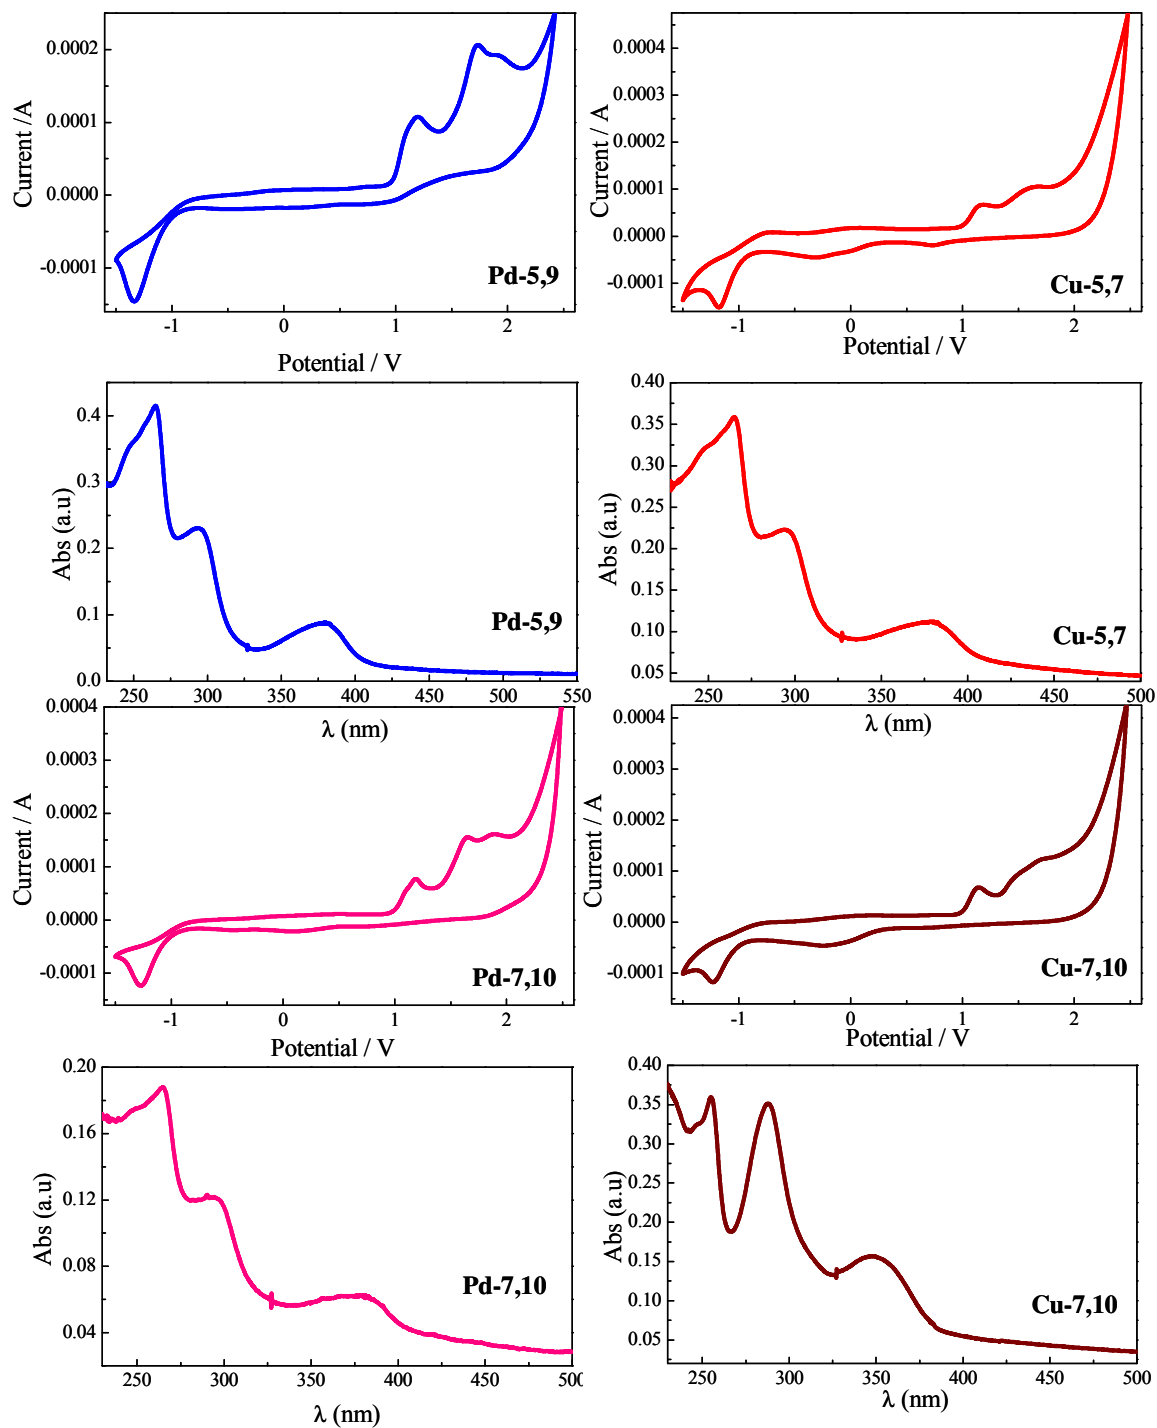 0.0002
0.0001
0.0000
-0.0001
Current /A
Pd-5,9
-1 0 1 2
Potential / V
0.0004
0.0003
0.0002
0.0001
0.0000
-0.0001
Current / A
Cu-5,7
-1 0 1 2
Potential / V
0.4
0.3
0.2
0.1
0.0
Abs (a.u)
Pd-5,9
250 300 350 400 450 500 550
λ (nm)
0.40
0.35
0.30
0.25
0.20
0.15
0.10
0.05
Abs (a.u)
Cu-5,7
250 300 350 400 450 500
λ (nm)
0.0004
0.0003
0.0002
0.0001
0.0000
-0.0001
Current / A
Pd-7,10
-1 0 1 2
Potential / V
0.0004
0.0003
0.0002
0.0001
0.0000
-0.0001
Current / A
Cu-7,10
-1 0 1 2
Potential / V
0.20
0.16
0.12
0.08
0.04
Abs (a.u)
Pd-7,10
250 300 350 400 450 500
λ (nm)
0.40
0.35
0.30
0.25
0.20
0.15
0.10
0.05
Abs (a.u)
Cu-7,10
250 300 350 400 450 500
λ (nm)